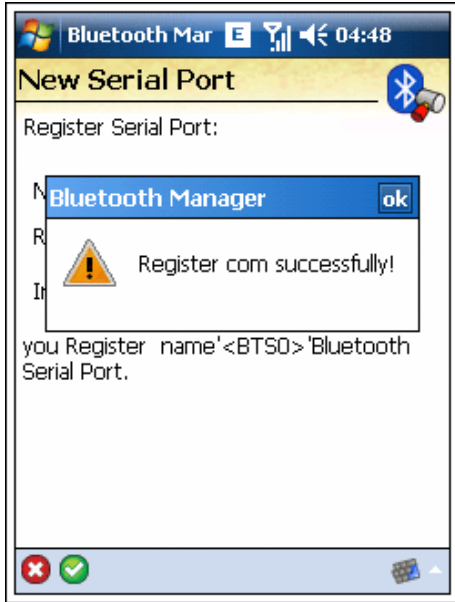 Bluetooth Mar E 04:48
New Serial Port
Register Serial Port:
N
Bluetooth Manager ok
R
Register com successfully!
you Register name'<BTS0>'Bluetooth
Serial Port.